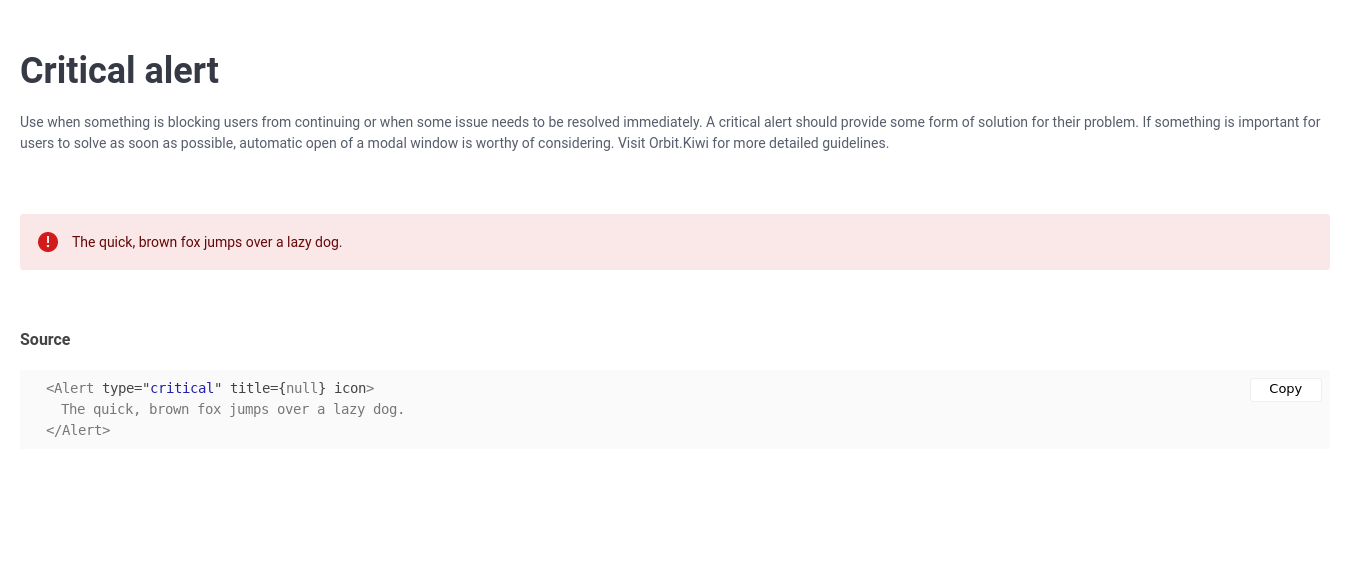 Critical alert
Use when something is blocking users from continuing or when some issue needs to be resolved immediately. A critical alert should provide some form of solution for their problem. If something is important for
users to solve as soon as possible, automatic open of a modal window is worthy of considering. Visit Orbit.Kiwi for more detailed guidelines.
The quick, brown fox jumps over a lazy dog.
Source
<Alert type="critical" title={null} icon>
Copy
The quick, brown fox jumps over a lazy dog.
</Alert>